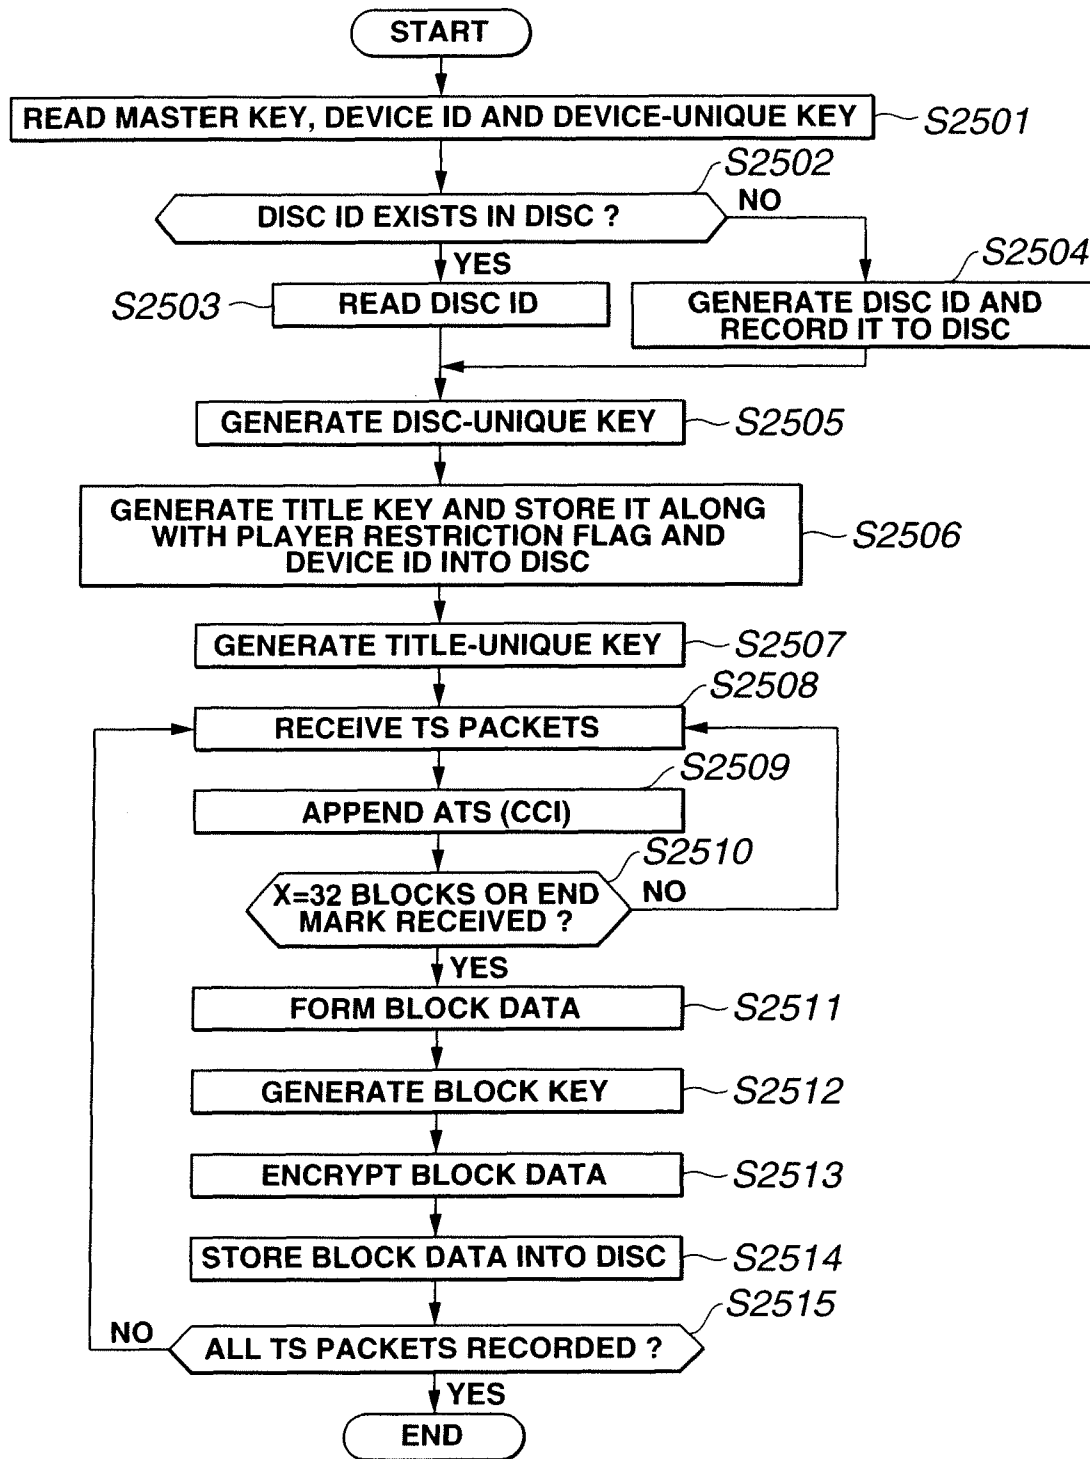 START
READ MASTER KEY, DEVICE ID AND DEVICE-UNIQUE KEY
S2501
S2502
DISC ID EXISTS IN DISC ?
NO
YES
S2503
READ DISC ID
S2504
GENERATE DISC ID AND
RECORD IT TO DISC
GENERATE DISC-UNIQUE KEY
S2505
GENERATE TITLE KEY AND STORE IT ALONG
WITH PLAYER RESTRICTION FLAG AND
DEVICE ID INTO DISC
S2506
GENERATE TITLE-UNIQUE KEY
S2507
S2508
RECEIVE TS PACKETS
S2509
APPEND ATS (CCI)
S2510
X=32 BLOCKS OR END
MARK RECEIVED ?
NO
YES
FORM BLOCK DATA
S2511
GENERATE BLOCK KEY
S2512
ENCRYPT BLOCK DATA
S2513
STORE BLOCK DATA INTO DISC
S2514
S2515
NO
ALL TS PACKETS RECORDED ?
YES
END